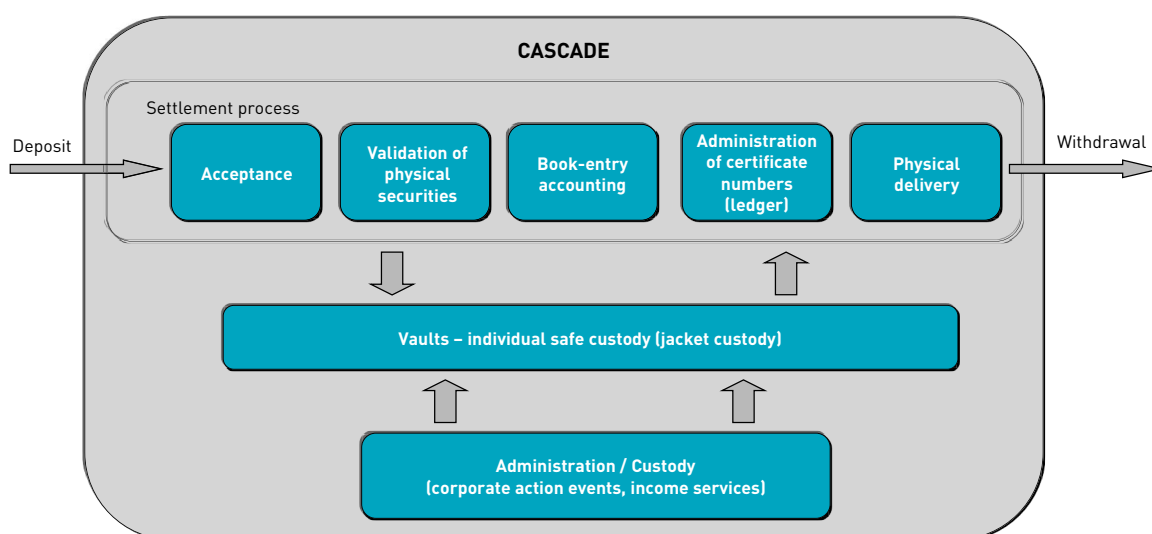 CASCADE
Settlement process
Deposit
Acceptance
Validation of
physical
securities
Book-entry
accounting
Administration
of certificate
numbers
(ledger)
Physical
delivery
Withdrawal
Vaults – individual safe custody (jacket custody)
Administration / Custody
(corporate action events, income services)